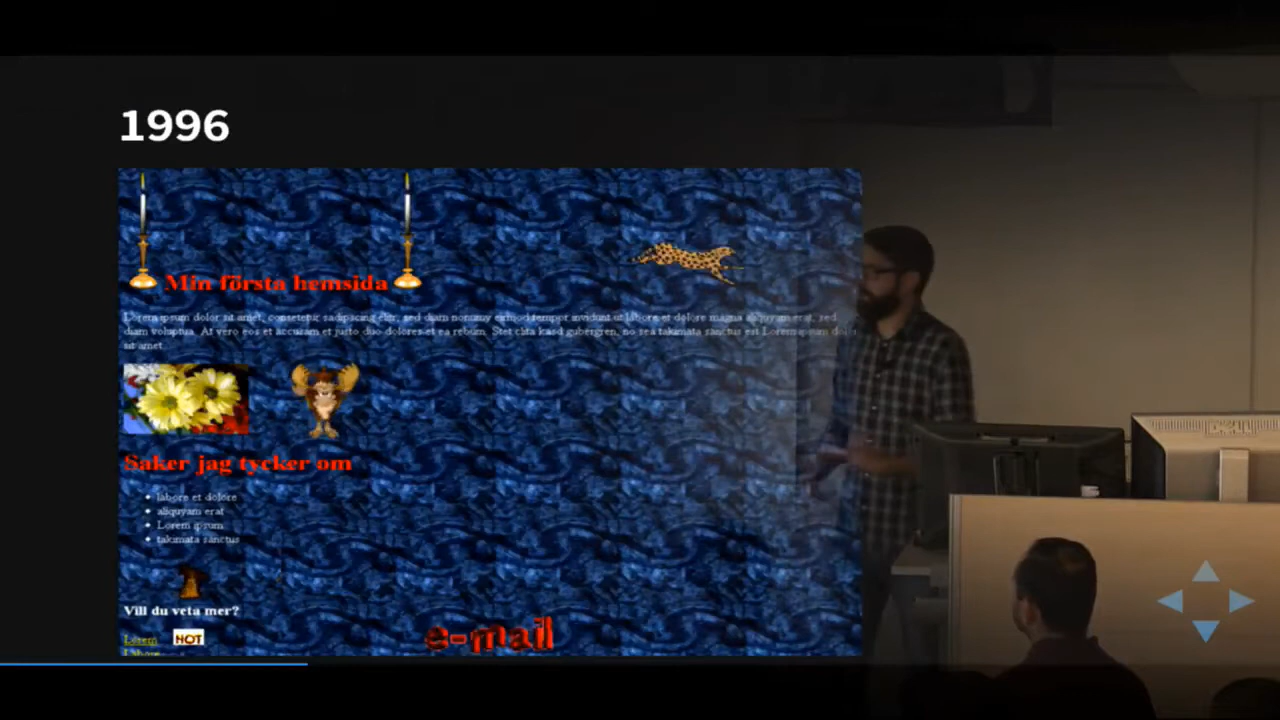 1996
Min första hemsida
Lorem ipsum dolor sit amet, consetetur sadipscing elitr, sed diam nonumy eirmod tempor invidunt ut labore et dolore magna aliquyam erat, sed
diam voluptua. At vero eos et accusam et justo duo dolores et ea rebum. Stet clita kasd gubergren, no sea takimata sanctus est Lorem ipsum dolor
sit amet.
Saker jag tycker om
labore et dolore
aliquyam erat
Lorem ipsum
takimata sanctus
Vill du veta mer?
Lorem
HOT
Labore
e-mail
DELL